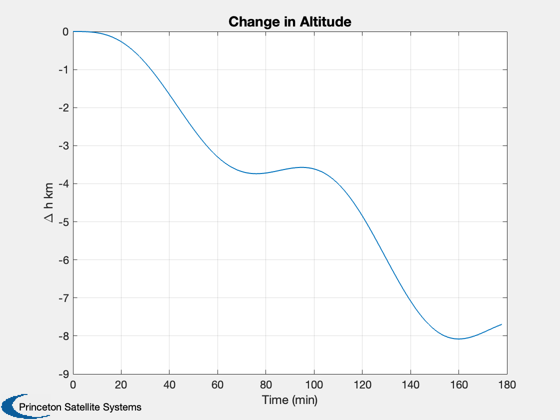 Change in Altitude
0
-1
-2
-3
-4
-5
-6
-7
-8
-9
Δ h km
0 20 40 60 80 100 120 140 160 180
Time (min)
Princeton Satellite Systems